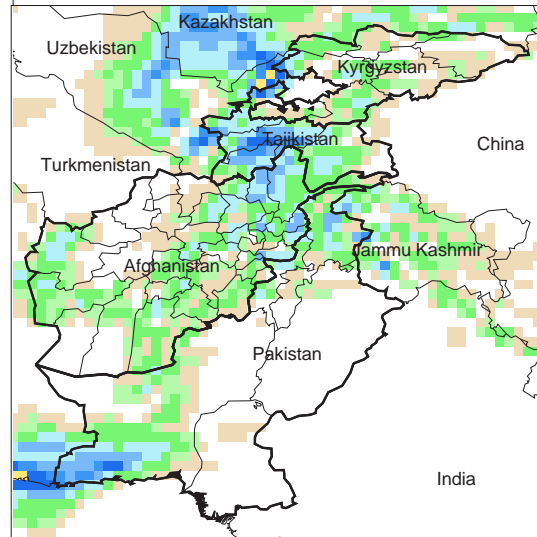 Kazakhstan
Uzbekistan
Kyrgyzstan
Tajikistan
China
Turkmenistan
Jammu Kashmir
Afghanistan
Pakistan
India